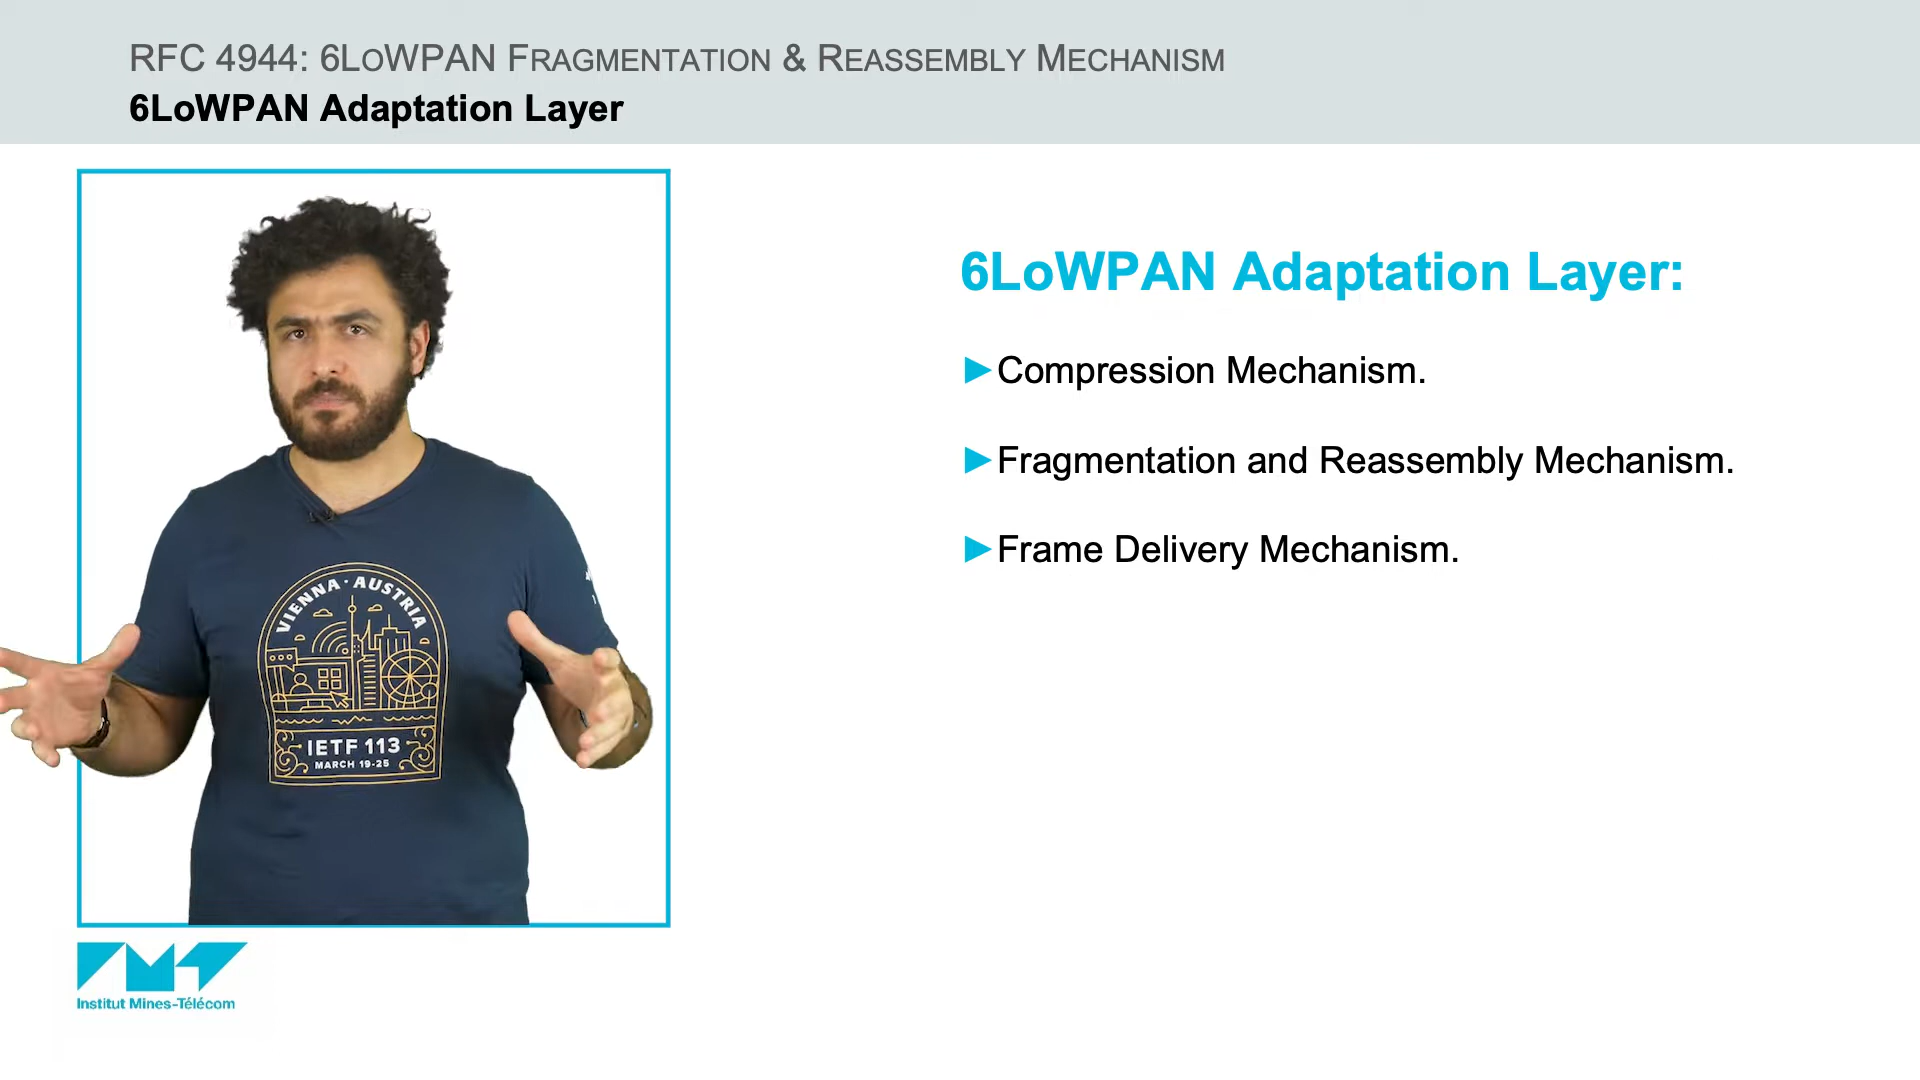 RFC 4944: 6LoWPAN Fragmentation & Reassembly Mechanism
6LoWPAN Adaptation Layer
6LoWPAN Adaptation Layer:
Compression Mechanism.
Fragmentation and Reassembly Mechanism.
Frame Delivery Mechanism.
VIENNA · AUSTRIA
IETF 113
MARCH 19-25
Institut Mines-Télécom